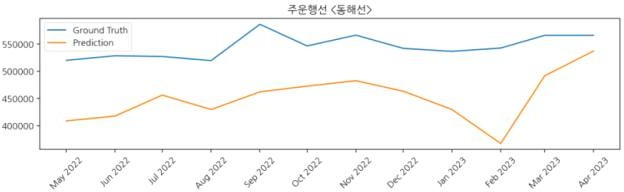 주운행선 <동해선>
Ground Truth
Prediction
550000
500000
450000
400000
May 2022
Jun 2022
Jul 2022
Aug 2022
Sep 2022
Oct 2022
Nov 2022
Dec 2022
Jan 2023
Feb 2023
Mar 2023
Apr 2023